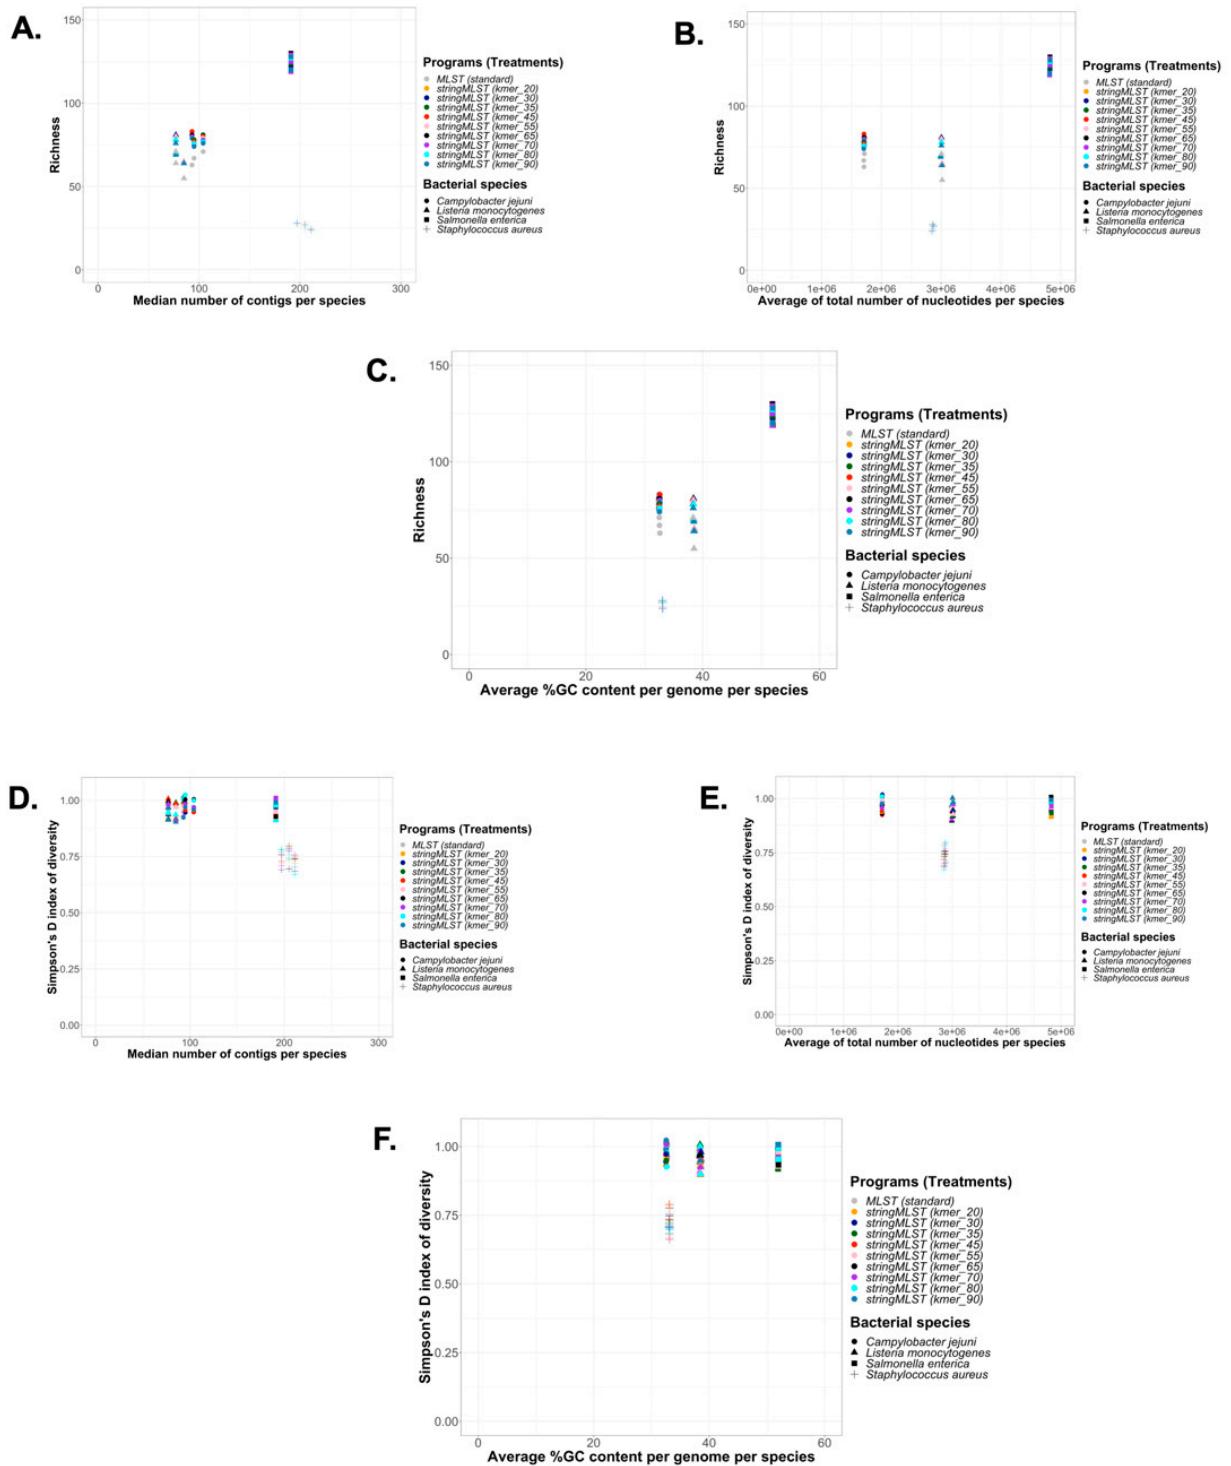 A.
Richness
150
100
50
0
0 100 200 300
Median number of contigs per species
Programs (Treatments)
MLST (standard)
stringMLST (kmer_20)
stringMLST (kmer_30)
stringMLST (kmer_35)
stringMLST (kmer_45)
stringMLST (kmer_55)
stringMLST (kmer_65)
stringMLST (kmer_70)
stringMLST (kmer_80)
stringMLST (kmer_90)
Bacterial species
Campylobacter jejuni
Listeria monocytogenes
Salmonella enterica
Staphylococcus aureus
B.
Richness
150
100
50
0
0e+00 1e+06 2e+06 3e+06 4e+06 5e+06
Average of total number of nucleotides per species
Programs (Treatments)
MLST (standard)
stringMLST (kmer_20)
stringMLST (kmer_30)
stringMLST (kmer_35)
stringMLST (kmer_45)
stringMLST (kmer_55)
stringMLST (kmer_65)
stringMLST (kmer_70)
stringMLST (kmer_80)
stringMLST (kmer_90)
Bacterial species
Campylobacter jejuni
Listeria monocytogenes
Salmonella enterica
Staphylococcus aureus
C.
Richness
150
100
50
0
0 20 40 60
Average %GC content per genome per species
Programs (Treatments)
MLST (standard)
stringMLST (kmer_20)
stringMLST (kmer_30)
stringMLST (kmer_35)
stringMLST (kmer_45)
stringMLST (kmer_55)
stringMLST (kmer_65)
stringMLST (kmer_70)
stringMLST (kmer_80)
stringMLST (kmer_90)
Bacterial species
Campylobacter jejuni
Listeria monocytogenes
Salmonella enterica
Staphylococcus aureus
D.
Simpson's D index of diversity
1.00
0.75
0.50
0.25
0.00
0 100 200 300
Median number of contigs per species
Programs (Treatments)
MLST (standard)
stringMLST (kmer_20)
stringMLST (kmer_30)
stringMLST (kmer_35)
stringMLST (kmer_45)
stringMLST (kmer_55)
stringMLST (kmer_65)
stringMLST (kmer_70)
stringMLST (kmer_80)
stringMLST (kmer_90)
Bacterial species
Campylobacter jejuni
Listeria monocytogenes
Salmonella enterica
Staphylococcus aureus
E.
Simpson's D index of diversity
1.00
0.75
0.50
0.25
0.00
0e+00 1e+06 2e+06 3e+06 4e+06 5e+06
Average of total number of nucleotides per species
Programs (Treatments)
MLST (standard)
stringMLST (kmer_20)
stringMLST (kmer_30)
stringMLST (kmer_35)
stringMLST (kmer_45)
stringMLST (kmer_55)
stringMLST (kmer_65)
stringMLST (kmer_70)
stringMLST (kmer_80)
stringMLST (kmer_90)
Bacterial species
Campylobacter jejuni
Listeria monocytogenes
Salmonella enterica
Staphylococcus aureus
F.
Simpson's D index of diversity
1.00
0.75
0.50
0.25
0.00
0 20 40 60
Average %GC content per genome per species
Programs (Treatments)
MLST (standard)
stringMLST (kmer_20)
stringMLST (kmer_30)
stringMLST (kmer_35)
stringMLST (kmer_45)
stringMLST (kmer_55)
stringMLST (kmer_65)
stringMLST (kmer_70)
stringMLST (kmer_80)
stringMLST (kmer_90)
Bacterial species
Campylobacter jejuni
Listeria monocytogenes
Salmonella enterica
Staphylococcus aureus